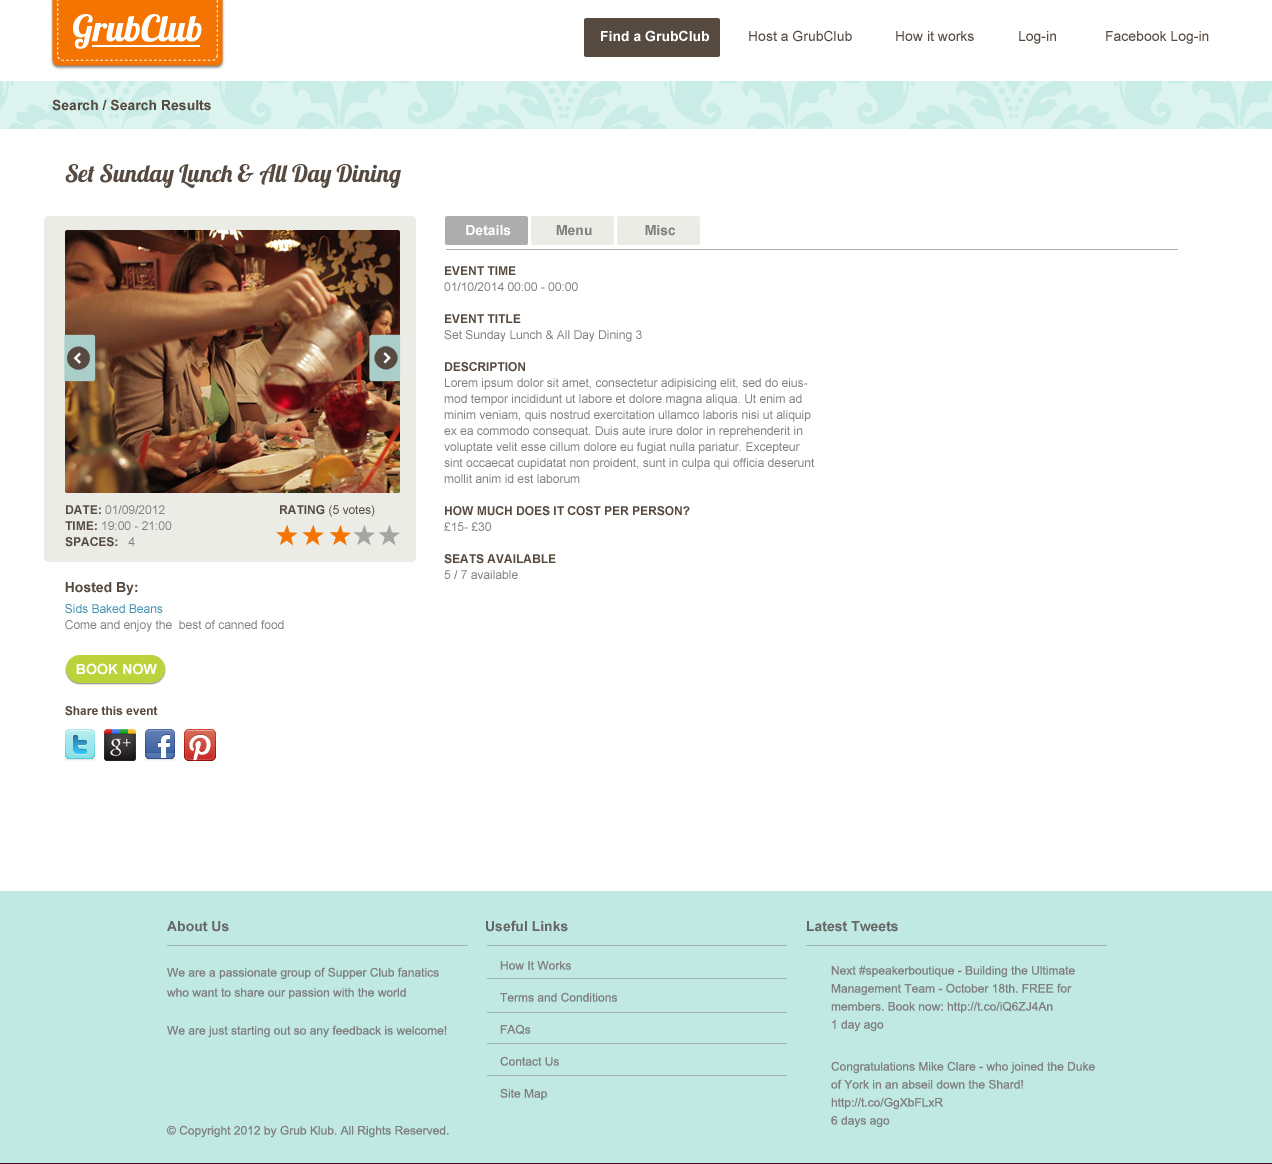 GrubClub
Find a GrubClub
Host a GrubClub
How it works
Log-in
Facebook Log-in
Search / Search Results
Set Sunday Lunch & All Day Dining
Details
Menu
Misc
DATE: 01/09/2012
TIME: 19:00 - 21:00
SPACES: 4
RATING (5 votes)
Hosted By:
Sids Baked Beans
Come and enjoy the best of canned food
BOOK NOW
Share this event
t
g+
f
p
EVENT TIME
01/10/2014 00:00 - 00:00
EVENT TITLE
Set Sunday Lunch & All Day Dining 3
DESCRIPTION
Lorem ipsum dolor sit amet, consectetur adipisicing elit, sed do eius-
mod tempor incididunt ut labore et dolore magna aliqua. Ut enim ad
minim veniam, quis nostrud exercitation ullamco laboris nisi ut aliquip
ex ea commodo consequat. Duis aute irure dolor in reprehenderit in
voluptate velit esse cillum dolore eu fugiat nulla pariatur. Excepteur
sint occaecat cupidatat non proident, sunt in culpa qui officia deserunt
mollit anim id est laborum
HOW MUCH DOES IT COST PER PERSON?
£15- £30
SEATS AVAILABLE
5 / 7 available
About Us
We are a passionate group of Supper Club fanatics
who want to share our passion with the world
We are just starting out so any feedback is welcome!
© Copyright 2012 by Grub Klub. All Rights Reserved.
Useful Links
How It Works
Terms and Conditions
FAQs
Contact Us
Site Map
Latest Tweets
Next #speakerboutique - Building the Ultimate
Management Team - October 18th. FREE for
members. Book now: http://t.co/iQ6ZJ4An
1 day ago
Congratulations Mike Clare - who joined the Duke
of York in an abseil down the Shard!
http://t.co/GgXbFLxR
6 days ago